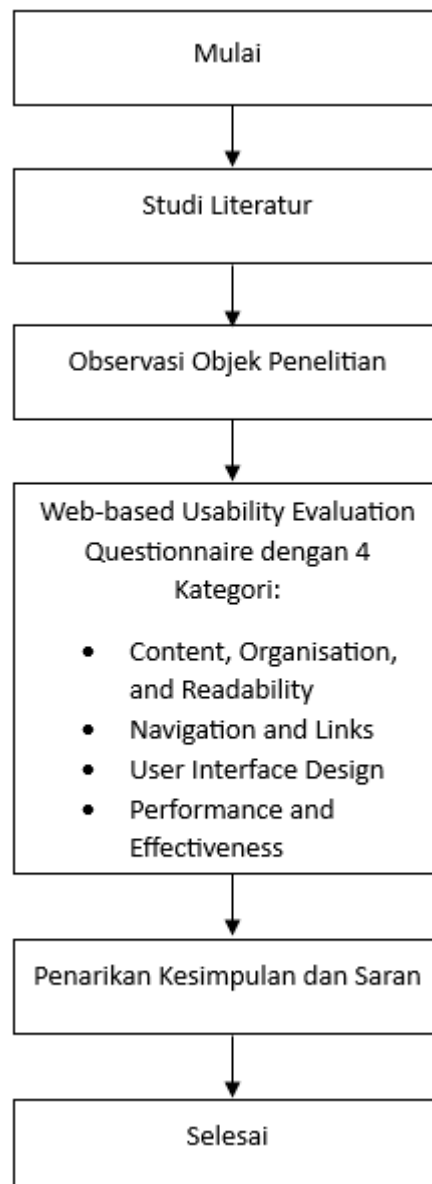 Mulai
Studi Literatur
Observasi Objek Penelitian
Web-based Usability Evaluation
Questionnaire dengan 4
Kategori:
• Content, Organisation,
and Readability
• Navigation and Links
• User Interface Design
• Performance and
Effectiveness
Penarikan Kesimpulan dan Saran
Selesai